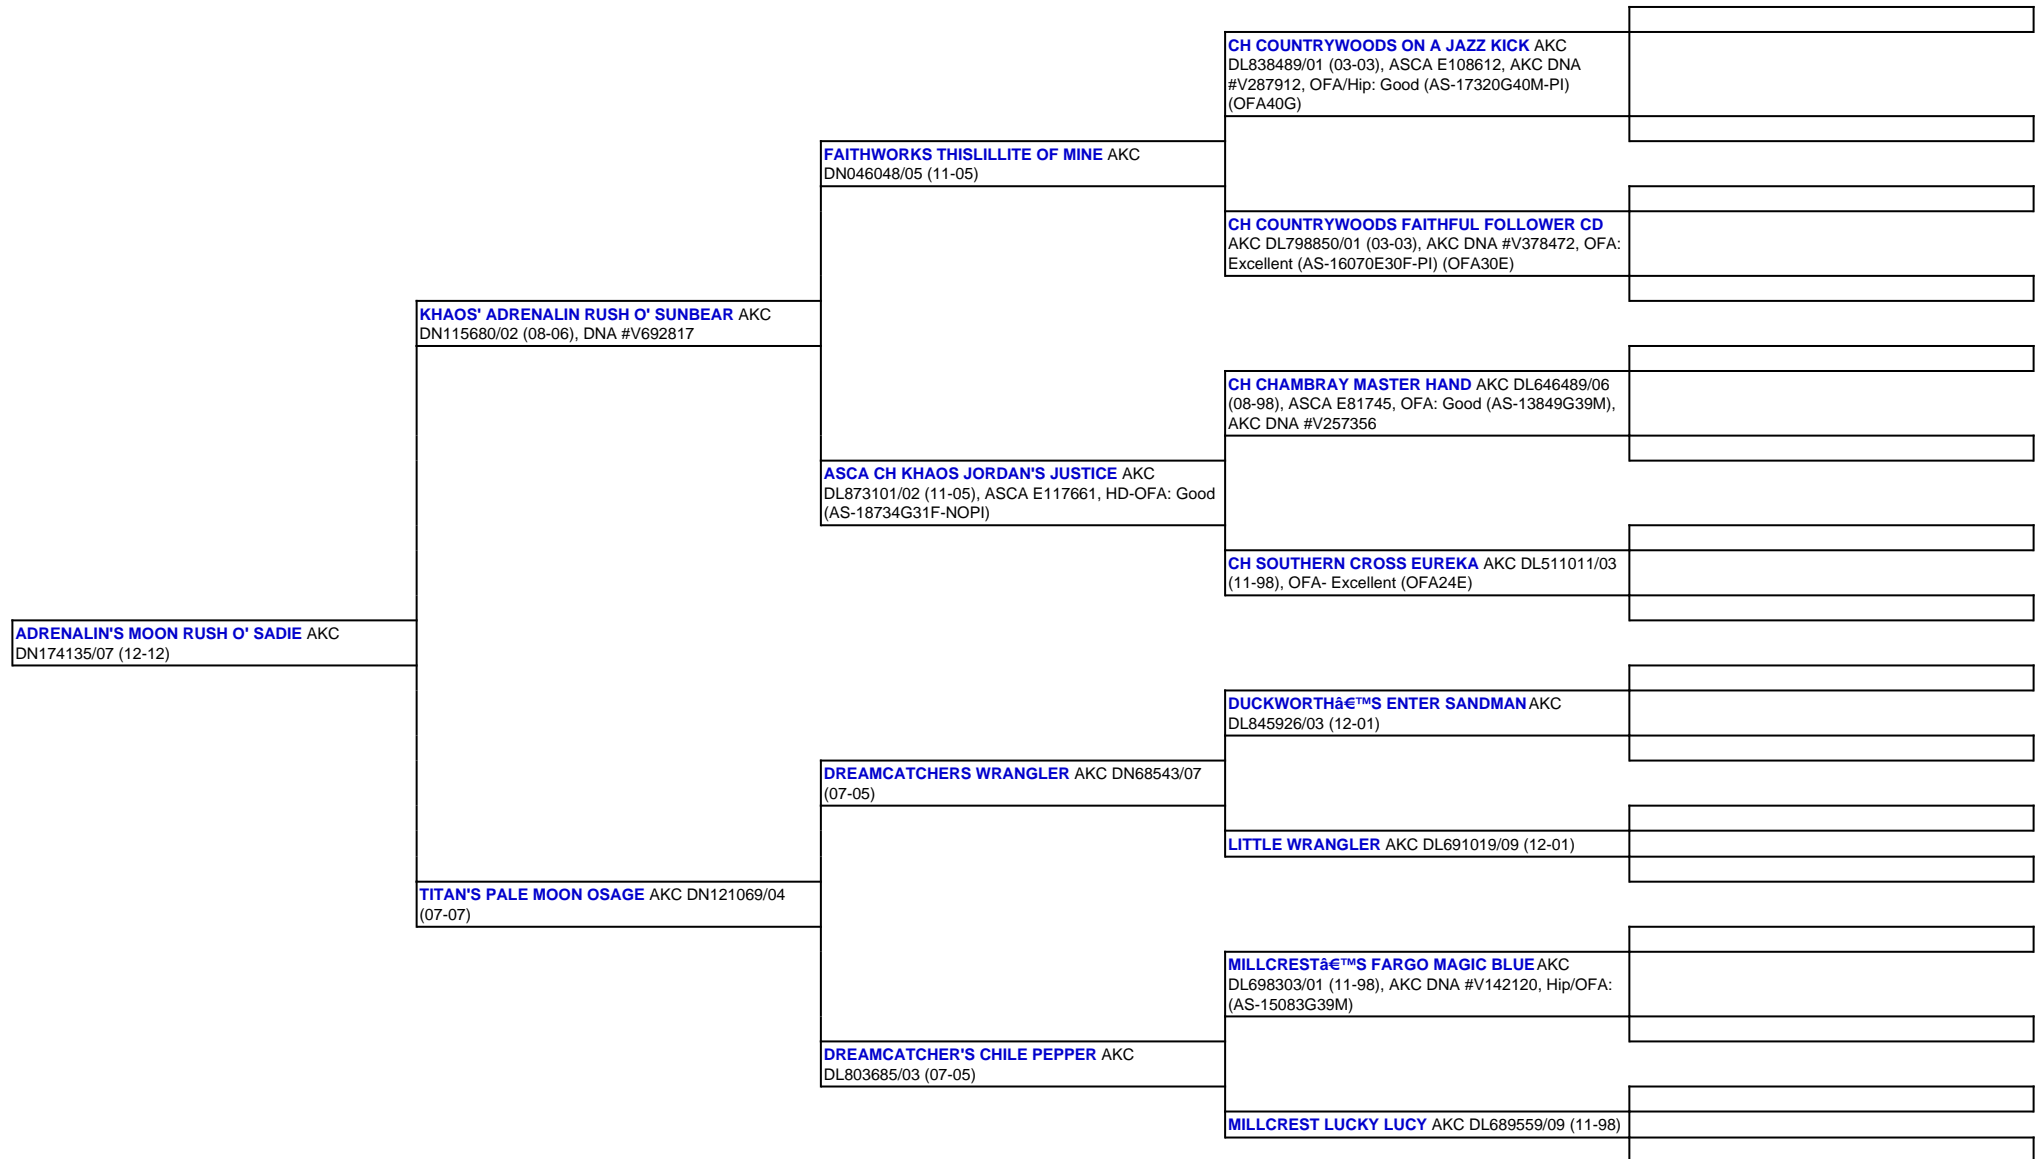 CH COUNTRYWOODS ON A JAZZ KICK AKC
DL838489/01 (03-03), ASCA E108612, AKC DNA
#V287912, OFA/Hip: Good (AS-17320G40M-PI)
(OFA40G)
FAITHWORKS THISLILLITE OF MINE AKC
DN046048/05 (11-05)
CH COUNTRYWOODS FAITHFUL FOLLOWER CD
AKC DL798850/01 (03-03), AKC DNA #V378472, OFA:
Excellent (AS-16070E30F-PI) (OFA30E)
KHAOS' ADRENALIN RUSH O' SUNBEAR AKC
DN115680/02 (08-06), DNA #V692817
CH CHAMBRAY MASTER HAND AKC DL646489/06
(08-98), ASCA E81745, OFA: Good (AS-13849G39M),
AKC DNA #V257356
ASCA CH KHAOS JORDAN'S JUSTICE AKC
DL873101/02 (11-05), ASCA E117661, HD-OFA: Good
(AS-18734G31F-NOPI)
CH SOUTHERN CROSS EUREKA AKC DL511011/03
(11-98), OFA- Excellent (OFA24E)
ADRENALIN'S MOON RUSH O' SADIE AKC
DN174135/07 (12-12)
DUCKWORTHâ€™S ENTER SANDMAN AKC
DL845926/03 (12-01)
DREAMCATCHERS WRANGLER AKC DN68543/07
(07-05)
LITTLE WRANGLER AKC DL691019/09 (12-01)
TITAN'S PALE MOON OSAGE AKC DN121069/04
(07-07)
MILLCRESTâ€™S FARGO MAGIC BLUE AKC
DL698303/01 (11-98), AKC DNA #V142120, Hip/OFA:
(AS-15083G39M)
DREAMCATCHER'S CHILE PEPPER AKC
DL803685/03 (07-05)
MILLCREST LUCKY LUCY AKC DL689559/09 (11-98)